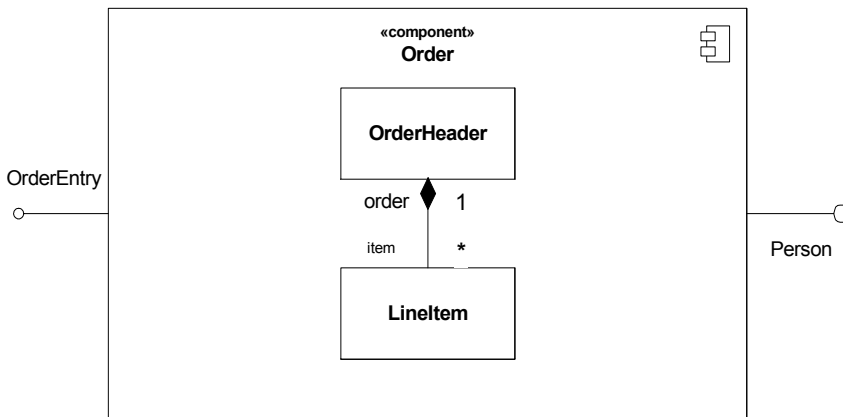 «component»
Order
OrderHeader
OrderEntry
order 1
item *
Person
LineItem